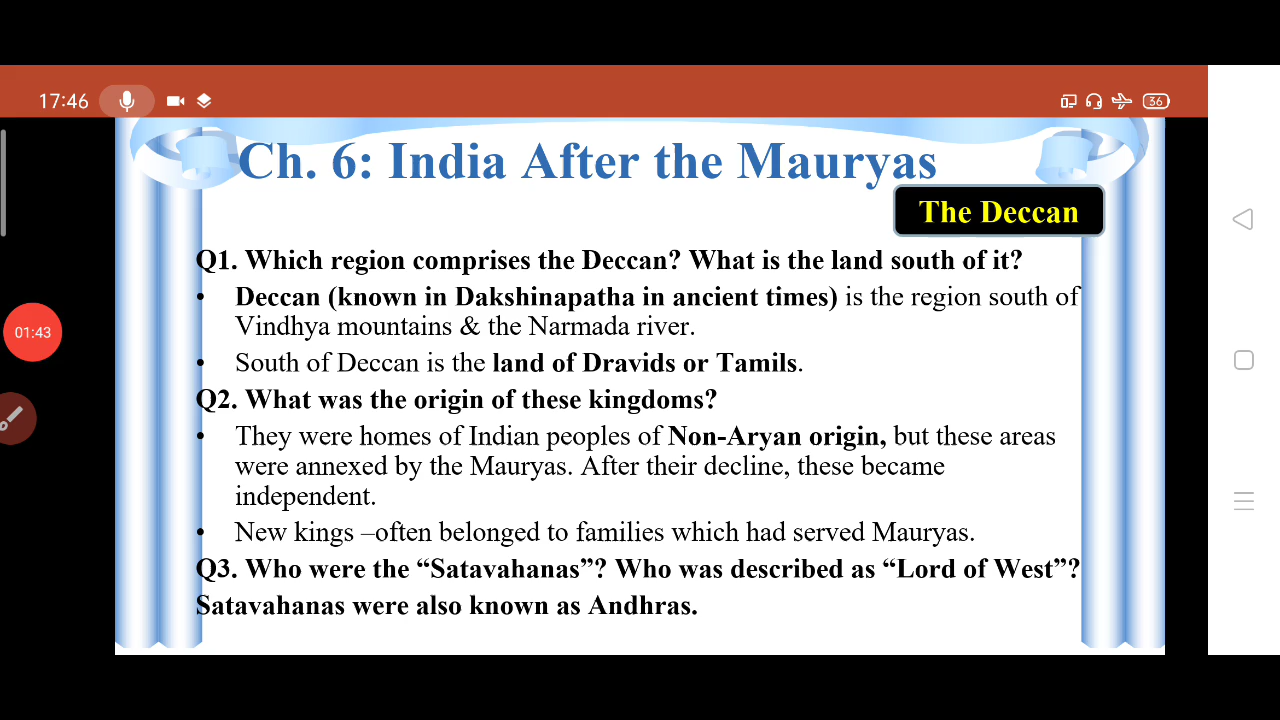 17:46
36
Ch. 6: India After the Mauryas
The Deccan
Q1. Which region comprises the Deccan? What is the land south of it?
• Deccan (known in Dakshinapatha in ancient times) is the region south of
Vindhya mountains & the Narmada river.
• South of Deccan is the land of Dravids or Tamils.
01:43
Q2. What was the origin of these kingdoms?
• They were homes of Indian peoples of Non-Aryan origin, but these areas
were annexed by the Mauryas. After their decline, these became
independent.
• New kings –often belonged to families which had served Mauryas.
Q3. Who were the “Satavahanas”? Who was described as “Lord of West”?
Satavahanas were also known as Andhras.